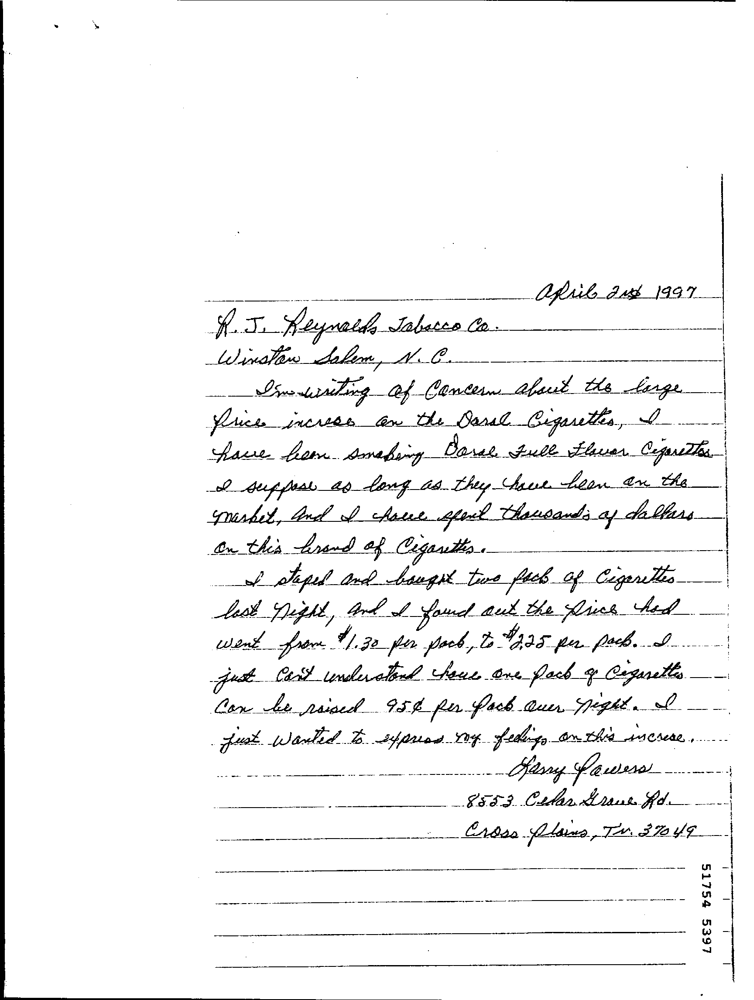 April 2nd 1997
R. J. Reynolds Tabacco Co.
Winston Salem, N. C.
I'm writing of Concern about the large
Price increse on the Doral Cigarettes, I
have been smoking Doral Full Flavor Cigarettes
I suppose as long as they have been on the
market, and I have spent thousands of dollars
on this brand of Cigarettes.
I stoped and bought two pack of Cigarettes
last Night, and I found out the price had
went from $1.30 per pack, to $2.25 per pack. I
just Can't understand how one pack of Cigarettes
Can be raised 95¢ per pack over Night. I
just wanted to express my feelings on this increse.
Larry Powers
8553 Cedar Grove Rd.
Cross Plains, Tn. 37049
51754 5397